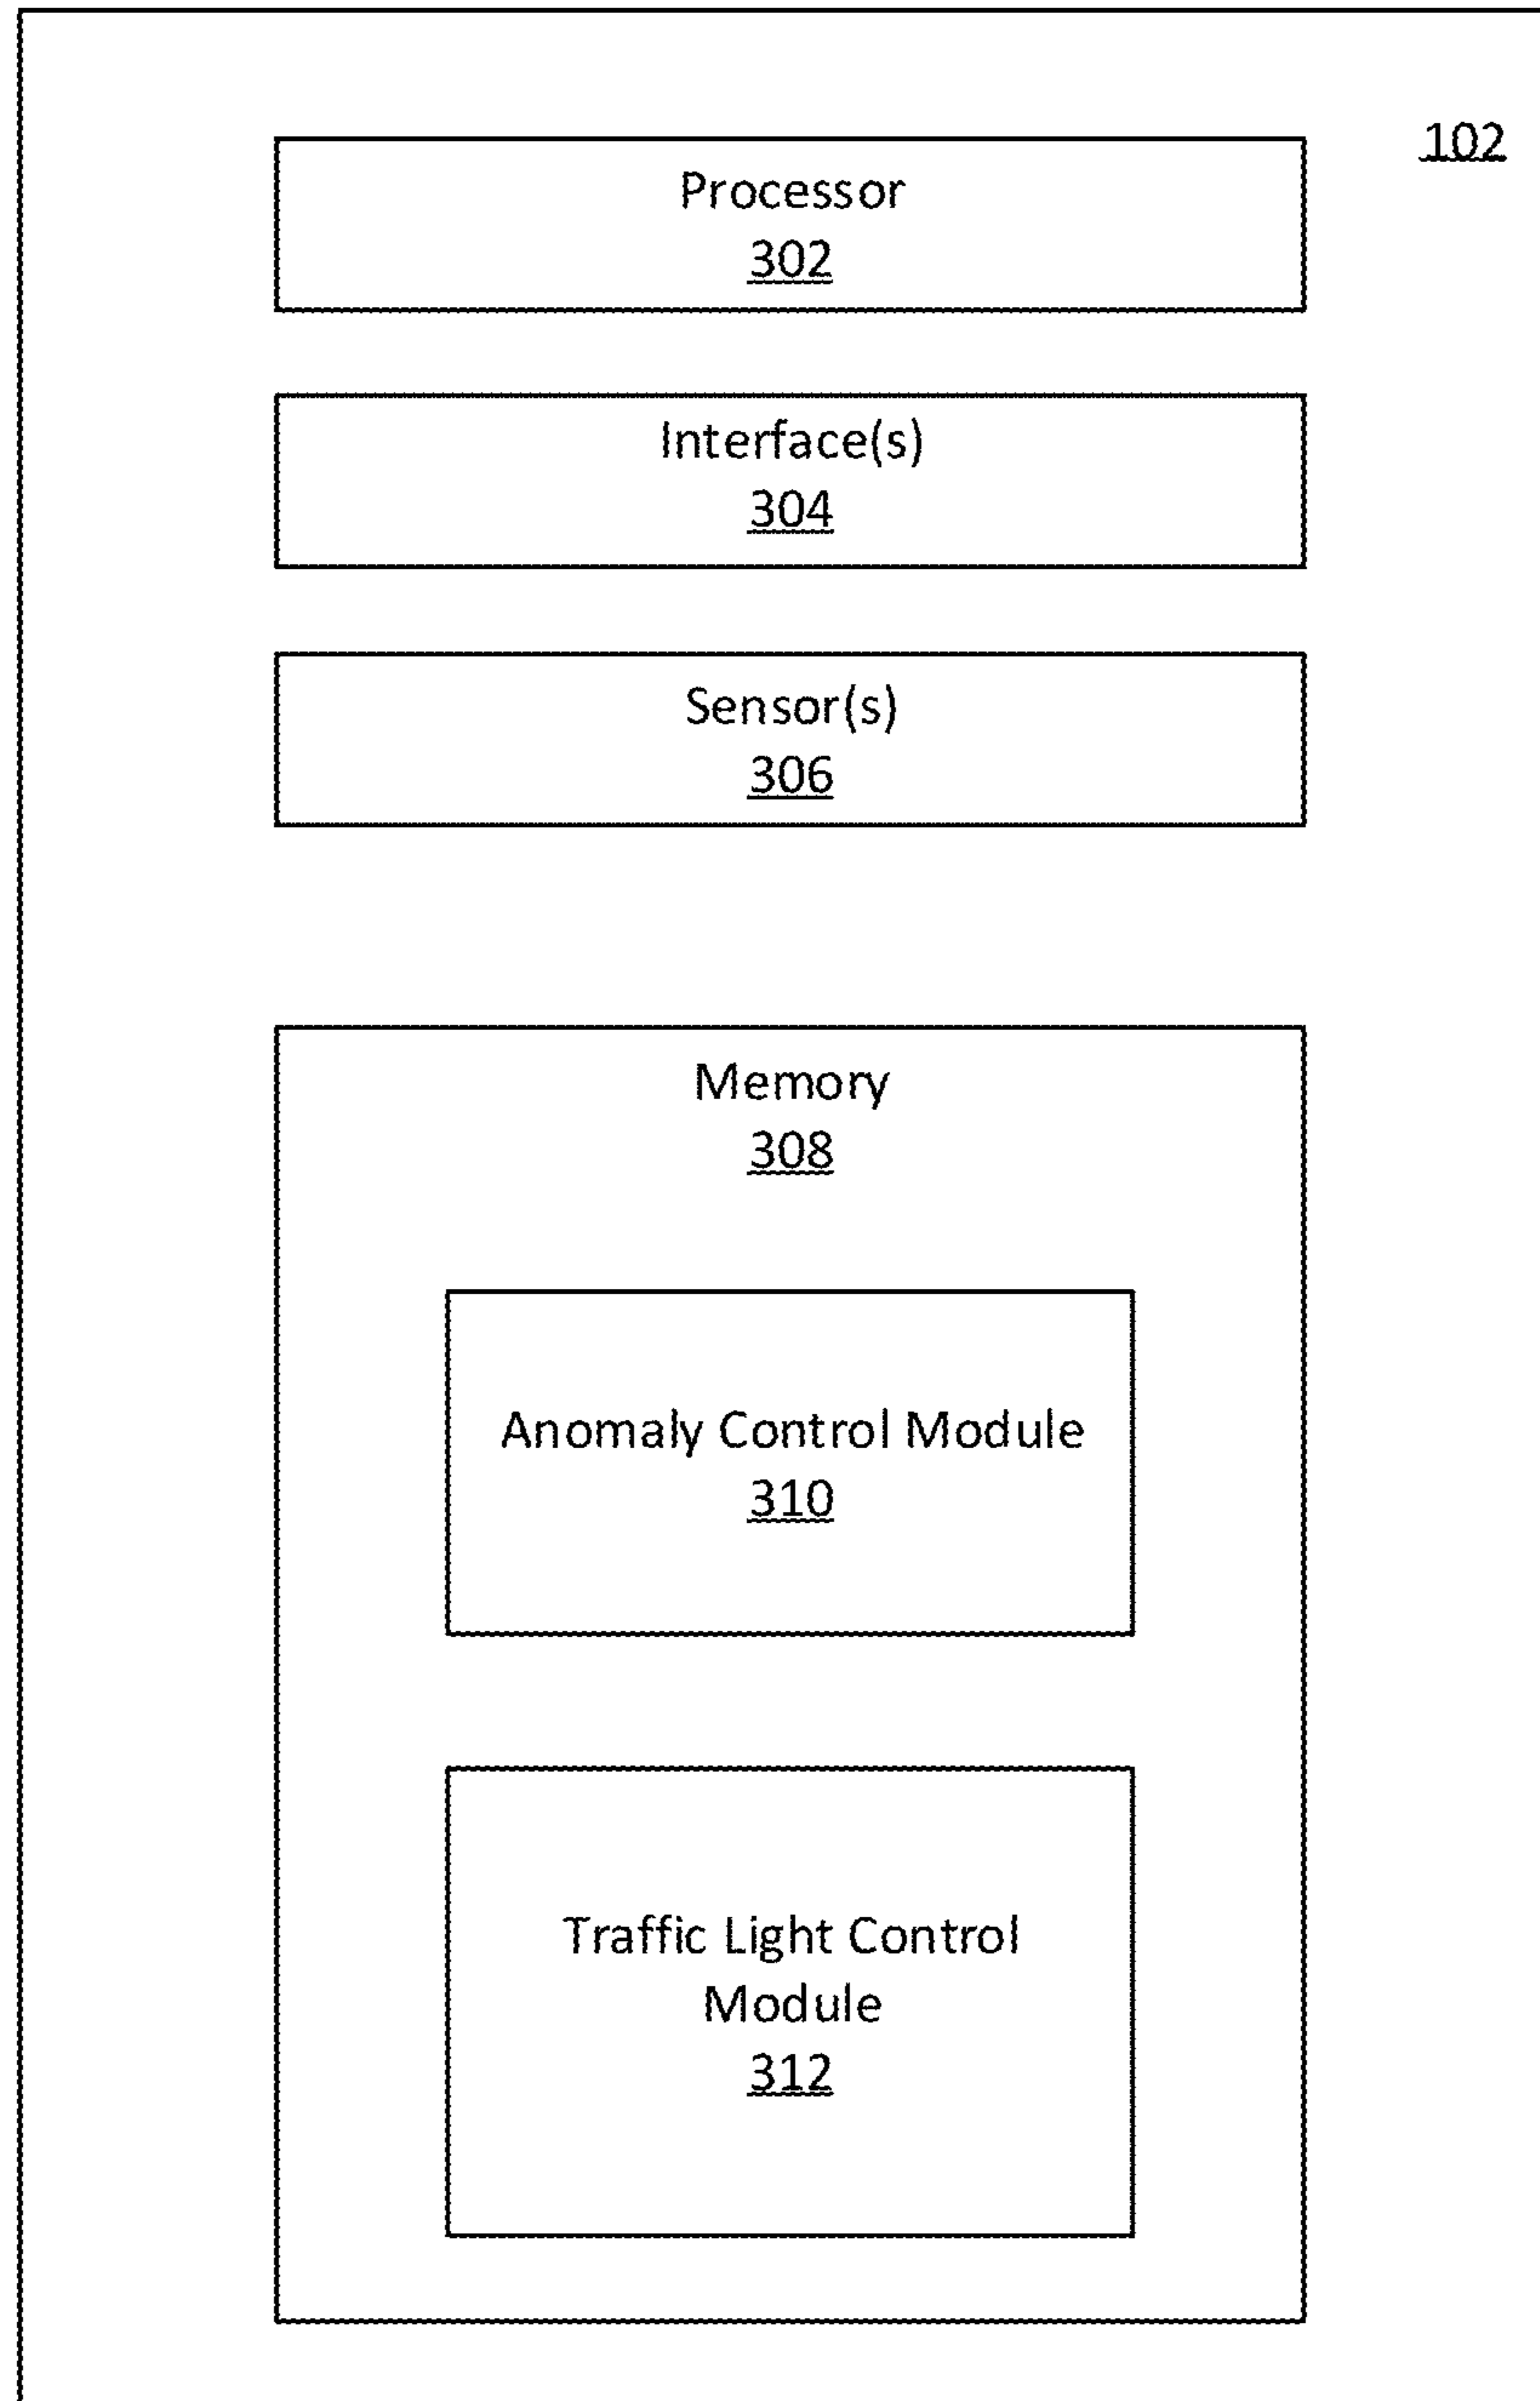 102
Processor
302
Interface(s)
304
Sensor(s)
306
Memory
308
Anomaly Control Module
310
Traffic Light Control
Module
312